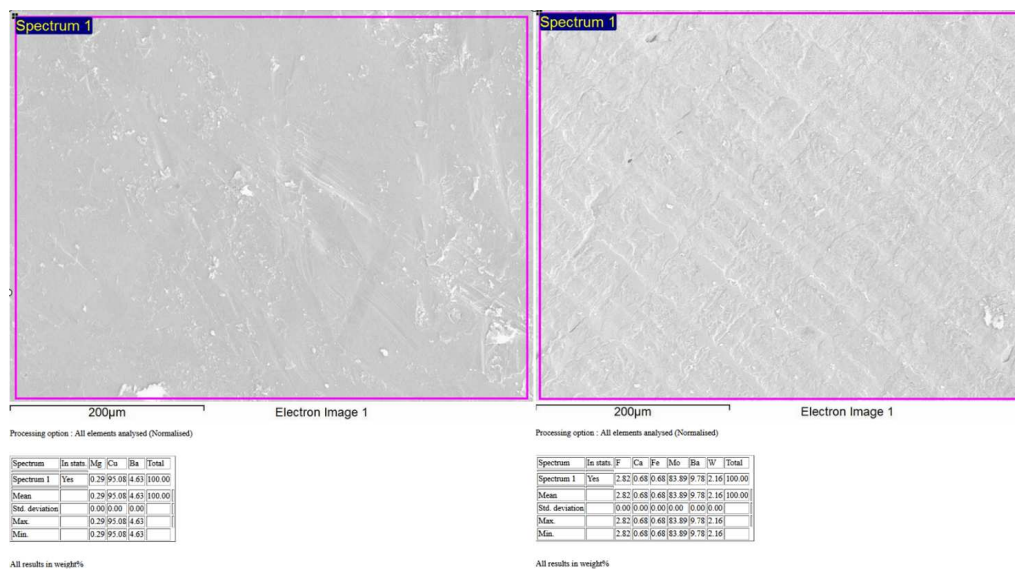 Spectrum 1
200µm Electron Image 1
Processing option : All elements analysed (Normalised)
Spectrum In stats. Mg Cu Ba Total
Spectrum 1 Yes 0.29 95.08 4.63 100.00
Mean 0.29 95.08 4.63 100.00
Std. deviation 0.00 0.00 0.00
Max. 0.29 95.08 4.63
Min. 0.29 95.08 4.63
All results in weight%
Spectrum 1
200µm Electron Image 1
Processing option : All elements analysed (Normalised)
Spectrum In stats. F Ca Fe Mo Ba W Total
Spectrum 1 Yes 2.82 0.68 0.68 83.89 9.78 2.16 100.00
Mean 2.82 0.68 0.68 83.89 9.78 2.16 100.00
Std. deviation 0.00 0.00 0.00 0.00 0.00 0.00
Max. 2.82 0.68 0.68 83.89 9.78 2.16
Min. 2.82 0.68 0.68 83.89 9.78 2.16
All results in weight%